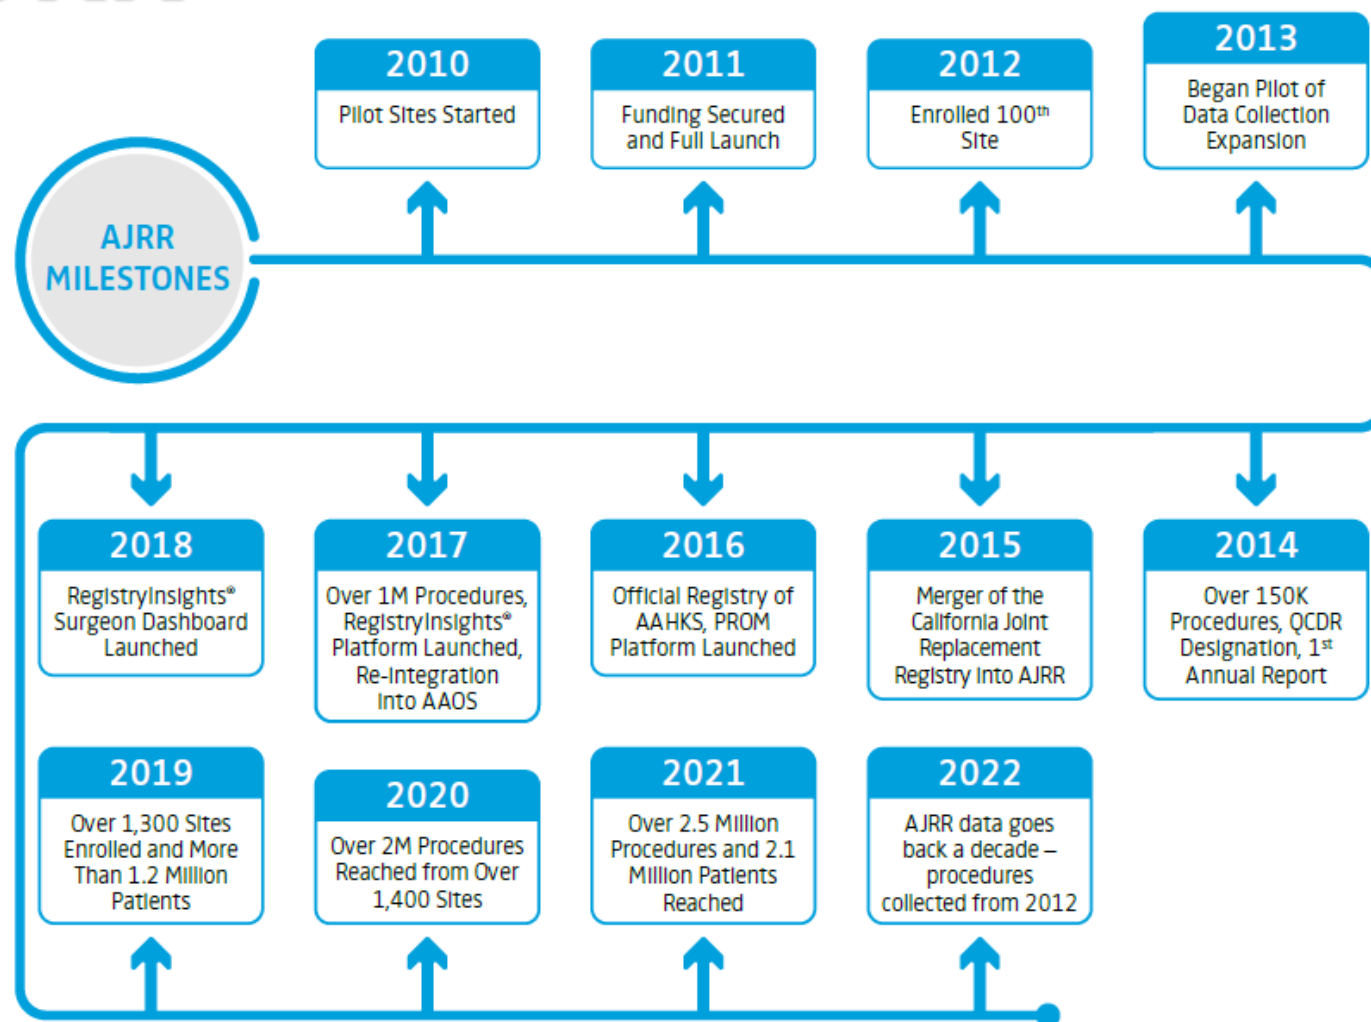 AJRR
MILESTONES
2010
Pilot Sites Started
2011
Funding Secured
and Full Launch
2012
Enrolled 100th
Site
2013
Began Pilot of
Data Collection
Expansion
2014
Over 150K
Procedures, QCDR
Designation, 1st
Annual Report
2015
Merger of the
California Joint
Replacement
Registry into AJRR
2016
Official Registry of
AAHKS, PROM
Platform Launched
2017
Over 1M Procedures,
RegistryInsights®
Platform Launched,
Re-integration
into AAOS
2018
RegistryInsights®
Surgeon Dashboard
Launched
2019
Over 1,300 Sites
Enrolled and More
Than 1.2 Million
Patients
2020
Over 2M Procedures
Reached from Over
1,400 Sites
2021
Over 2.5 Million
Procedures and 2.1
Million Patients
Reached
2022
AJRR data goes
back a decade –
procedures
collected from 2012